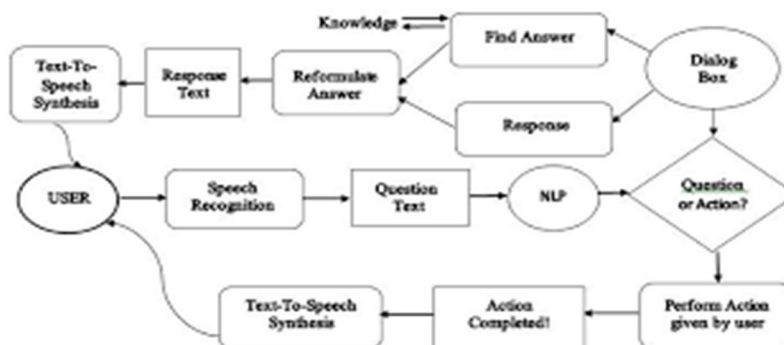 Knowledge
Find Answer
Dialog
Box
Text-To-
Speech
Synthesis
Response
Text
Reformulate
Answer
Response
USER
Speech
Recognition
Question
Text
NLP
Question
or Action?
Text-To-Speech
Synthesis
Action
Completed!
Perform Action
given by user